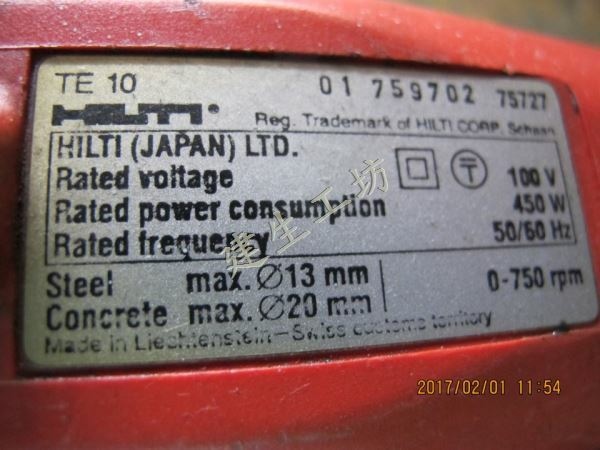 TE 10 01 759702 75727
HILTI Reg. Trademark of HILTI CORP. Schaan
HILTI (JAPAN) LTD.
Rated voltage 100 V
Rated power consumption 450 W
Rated frequency 50/60 Hz
Steel max. Ø13 mm 0-750 rpm
Concrete max. Ø20 mm
Made in Liechtenstein-Swiss customs territory
建生工坊
2017/02/01 11:54